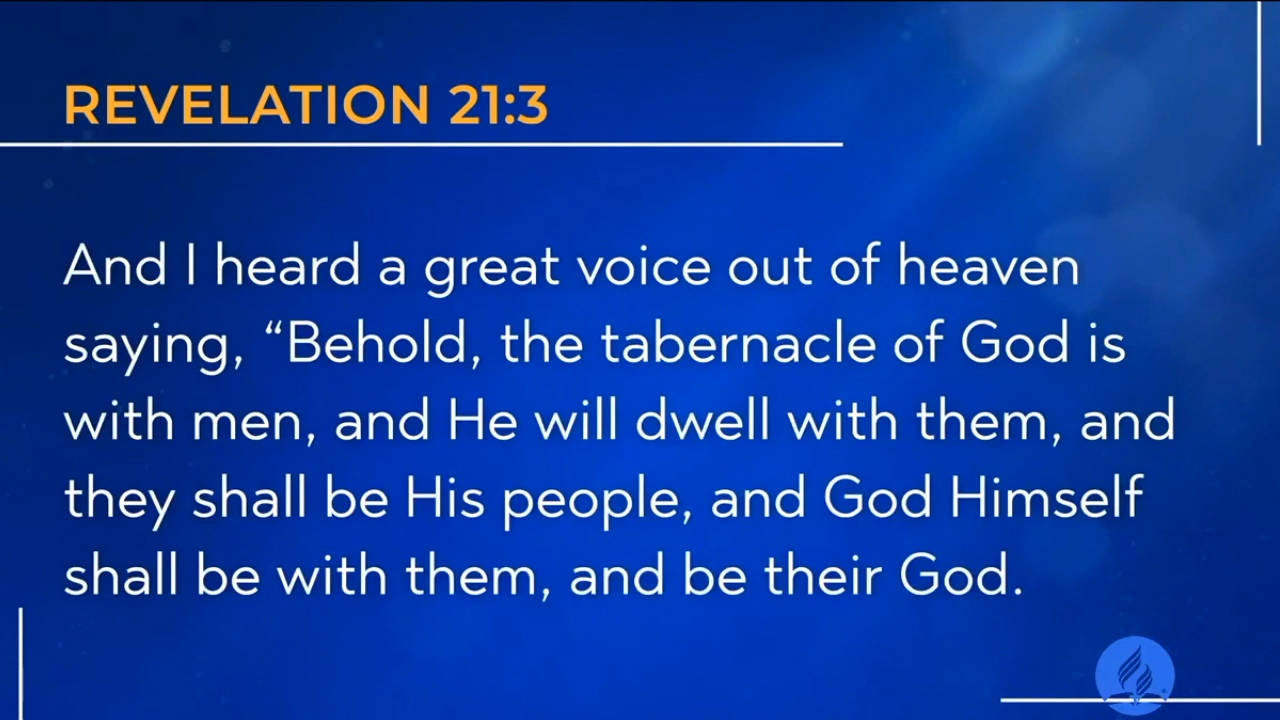 REVELATION 21:3
And I heard a great voice out of heaven
saying, “Behold, the tabernacle of God is
with men, and He will dwell with them, and
they shall be His people, and God Himself
shall be with them, and be their God.